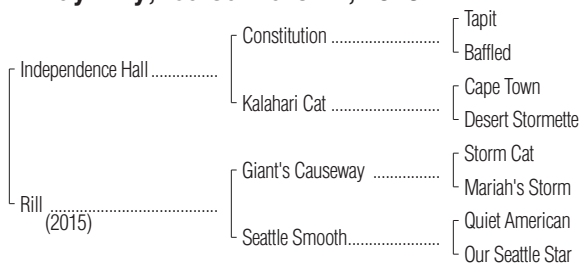 Tapit
Constitution
Baffled
Independence Hall
Cape Town
Kalahari Cat
Desert Stormette
Storm Cat
Giant's Causeway
Mariah's Storm
Rill
(2015)
Quiet American
Seattle Smooth
Our Seattle Star